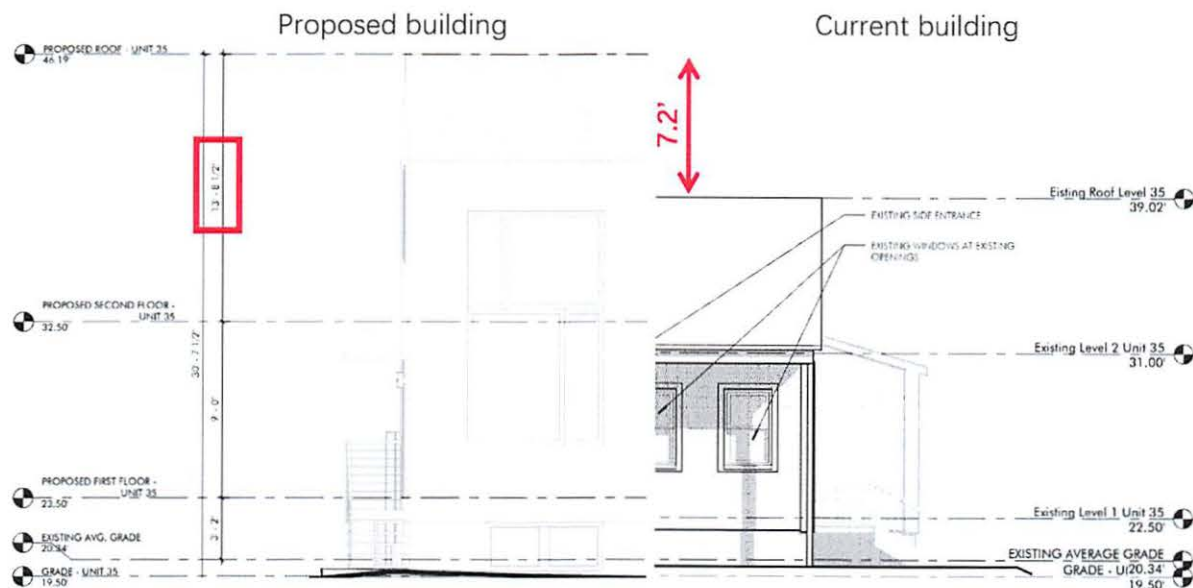 Proposed building
Current building
PROPOSED ROOF - UNIT 35
46.19'
7.2'
13' - 8 1/2"
Eisting Roof Level 35
39.02'
EXISTING SIDE ENTRANCE
EXISTING WINDOWS AT EXISTING
OPENINGS
PROPOSED SECOND FLOOR -
UNIT 35
32.50'
30' - 7 1/2"
Existing Level 2 Unit 35
31.00'
9' - 0"
PROPOSED FIRST FLOOR -
UNIT 35
23.50'
3' - 2"
Existing Level 1 Unit 35
22.50'
EXISTING AVG. GRADE
20.34
EXISTING AVERAGE GRADE
20.34'
GRADE - UNIT 35
19.50'
GRADE - U
19.50'